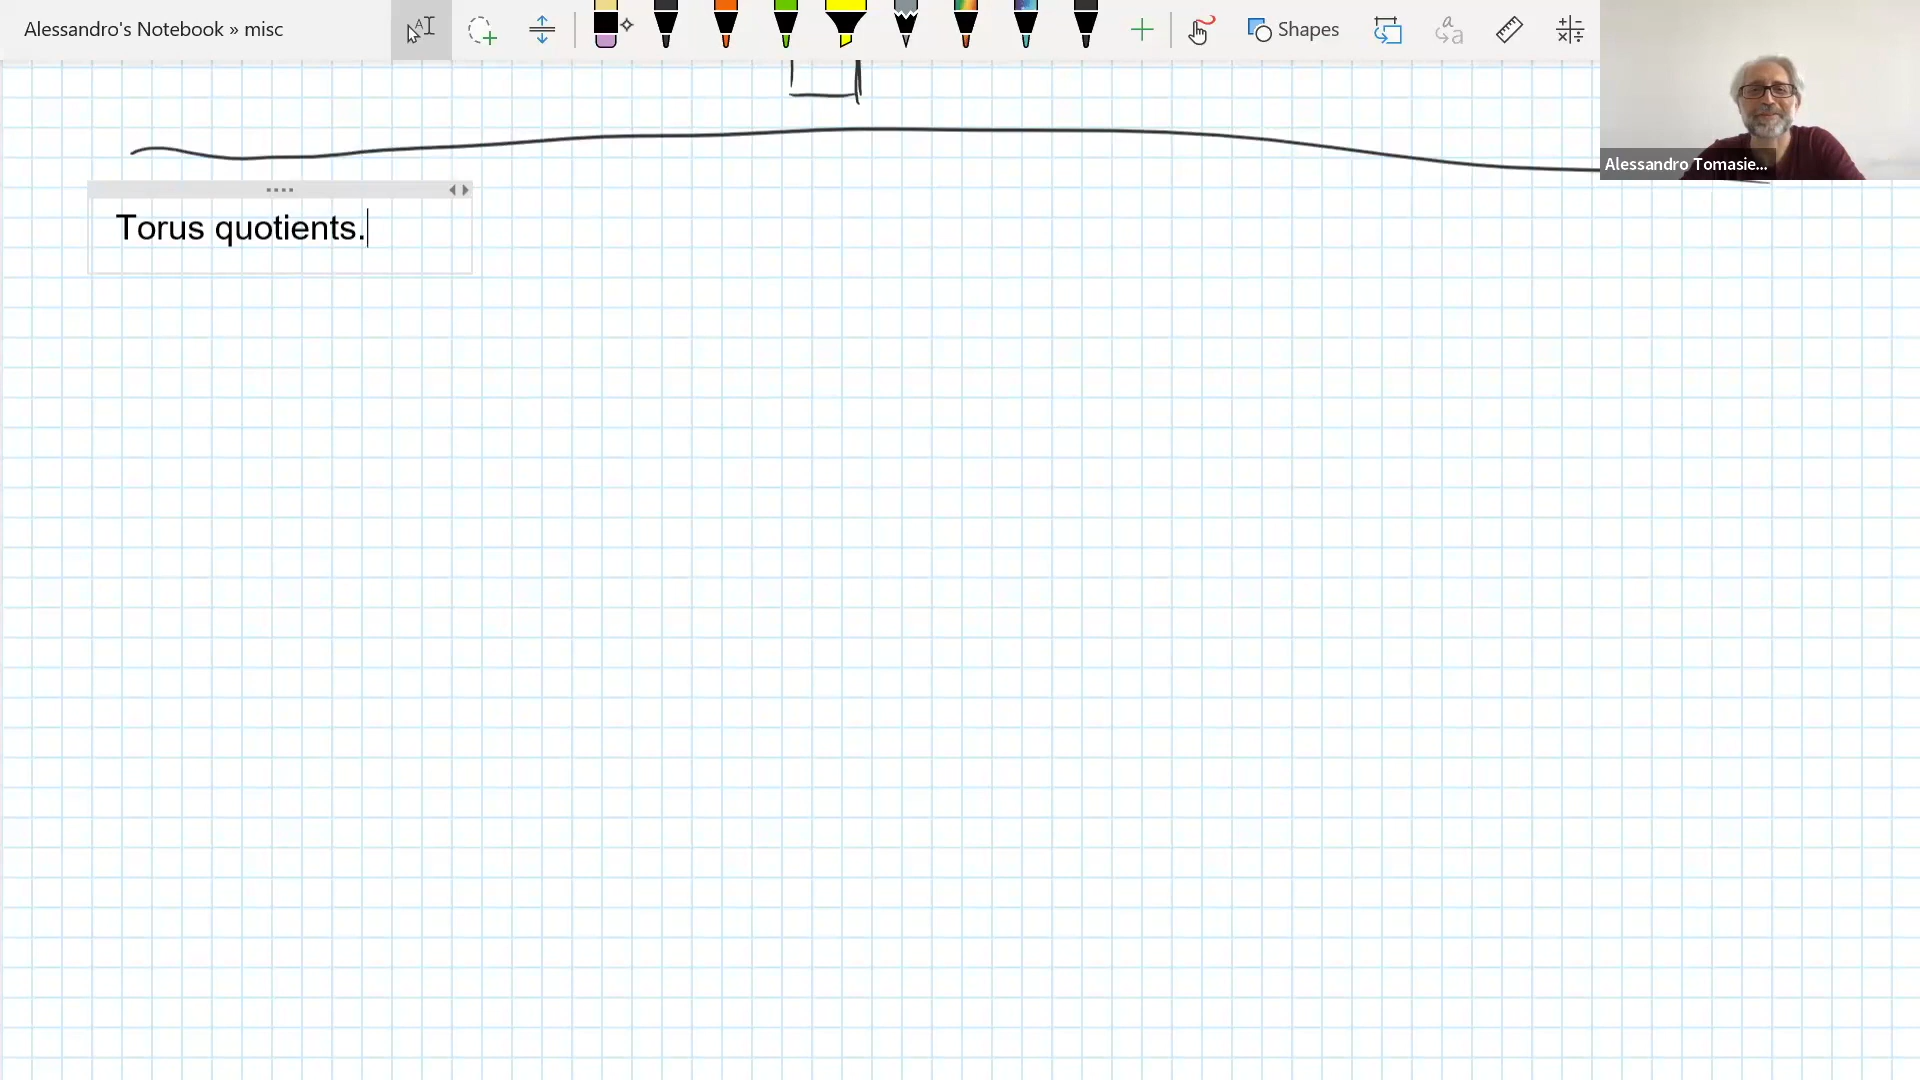 Alessandro's Notebook » misc
Shapes
Alessandro Tomasie...
Torus quotients.